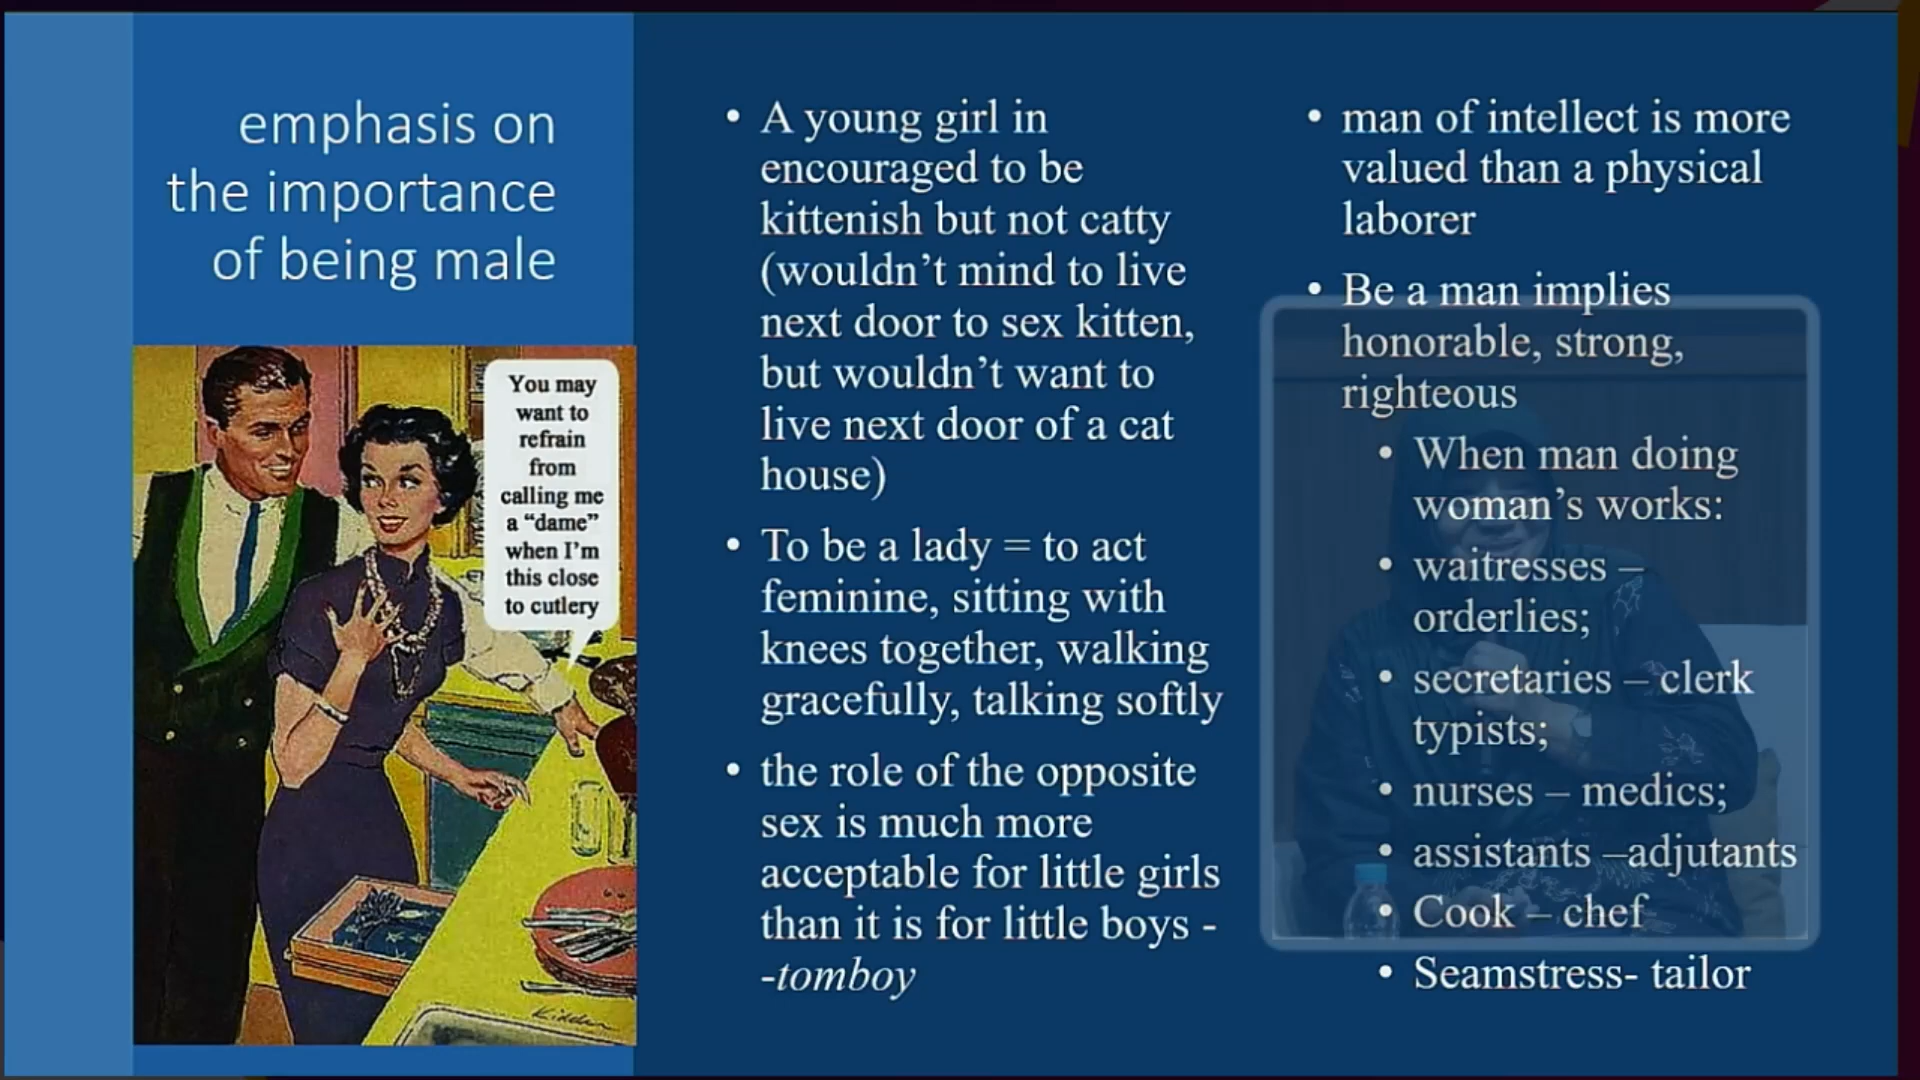 emphasis on
the importance
of being male
You may
want to
refrain
from
calling me
a “dame”
when I’m
this close
to cutlery
• A young girl in
encouraged to be
kittenish but not catty
(wouldn’t mind to live
next door to sex kitten,
but wouldn’t want to
live next door of a cat
house)
• To be a lady = to act
feminine, sitting with
knees together, walking
gracefully, talking softly
• the role of the opposite
sex is much more
acceptable for little girls
than it is for little boys -
-tomboy
• man of intellect is more
valued than a physical
laborer
• Be a man implies
honorable, strong,
righteous
• When man doing
woman’s works:
• waitresses –
orderlies;
• secretaries – clerk
typists;
• nurses – medics;
• assistants –adjutants
• Cook – chef
• Seamstress- tailor